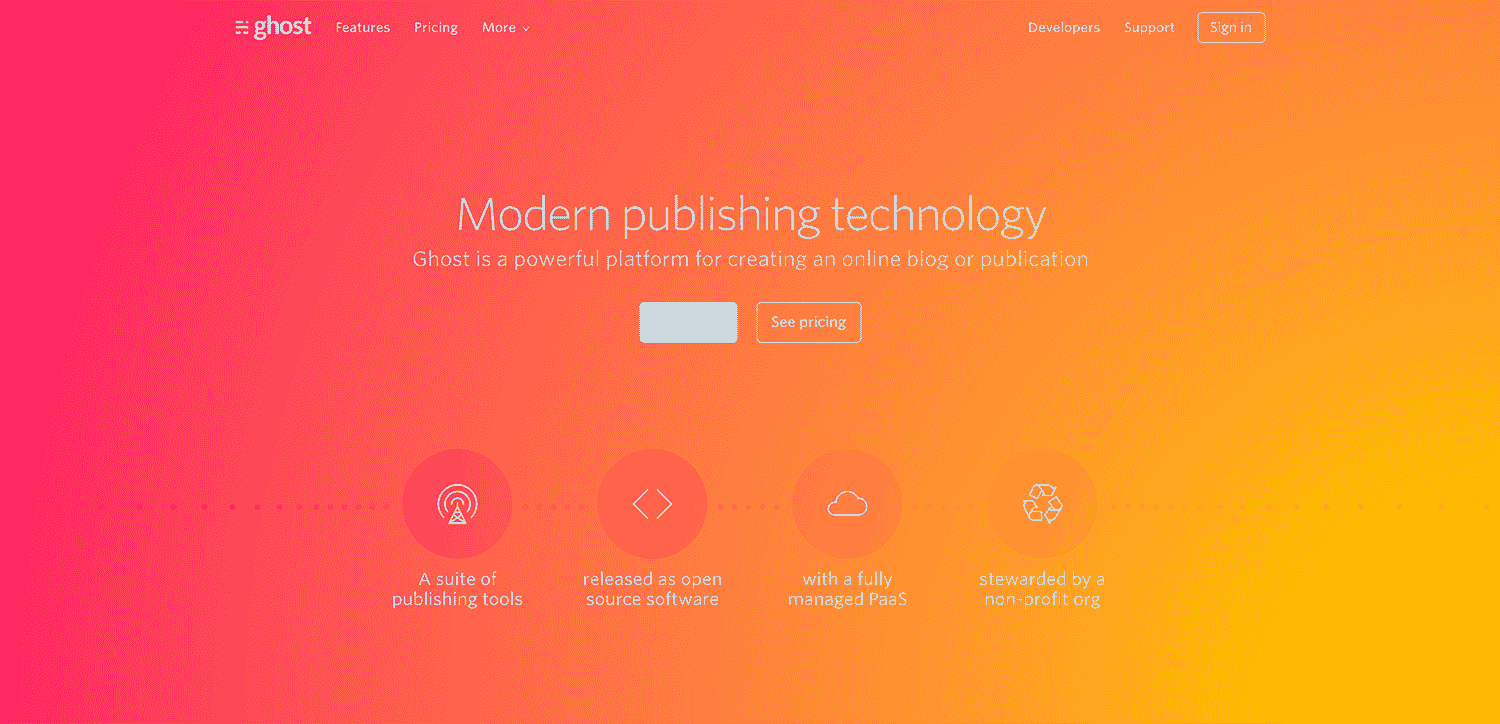 ghost Features Pricing More Developers Support Sign in
Modern publishing technology
Ghost is a powerful platform for creating an online blog or publication
See pricing
A suite of
publishing tools
released as open
source software
with a fully
managed PaaS
stewarded by a
non-profit org